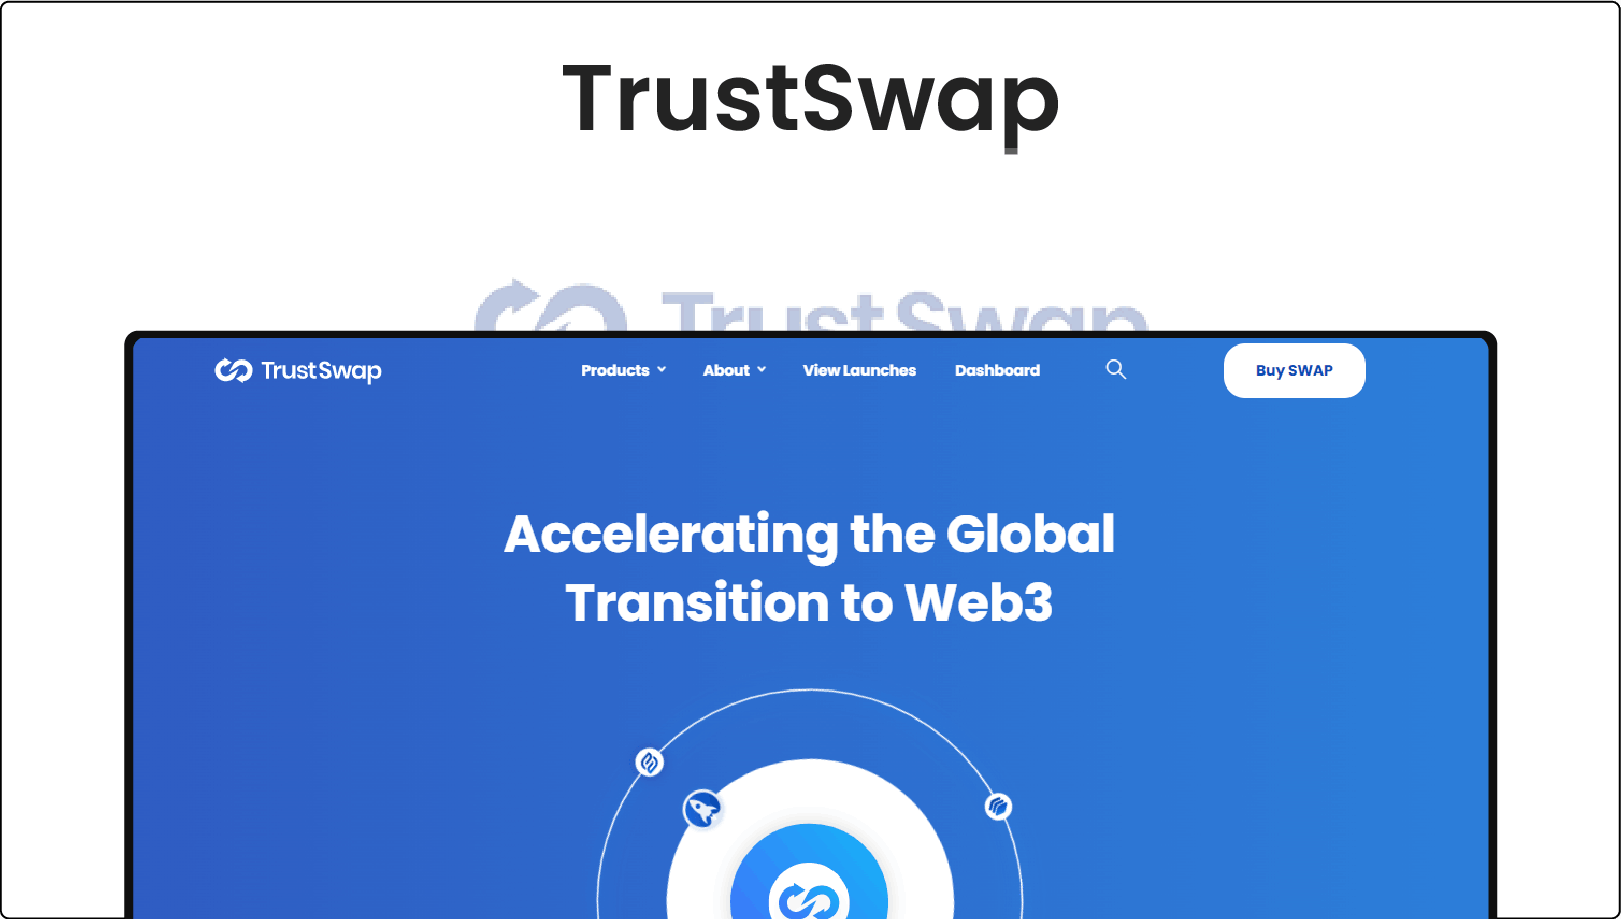 TrustSwap
TrustSwap
TrustSwap
Products
About
View Launches
Dashboard
Buy SWAP
Accelerating the Global
Transition to Web3